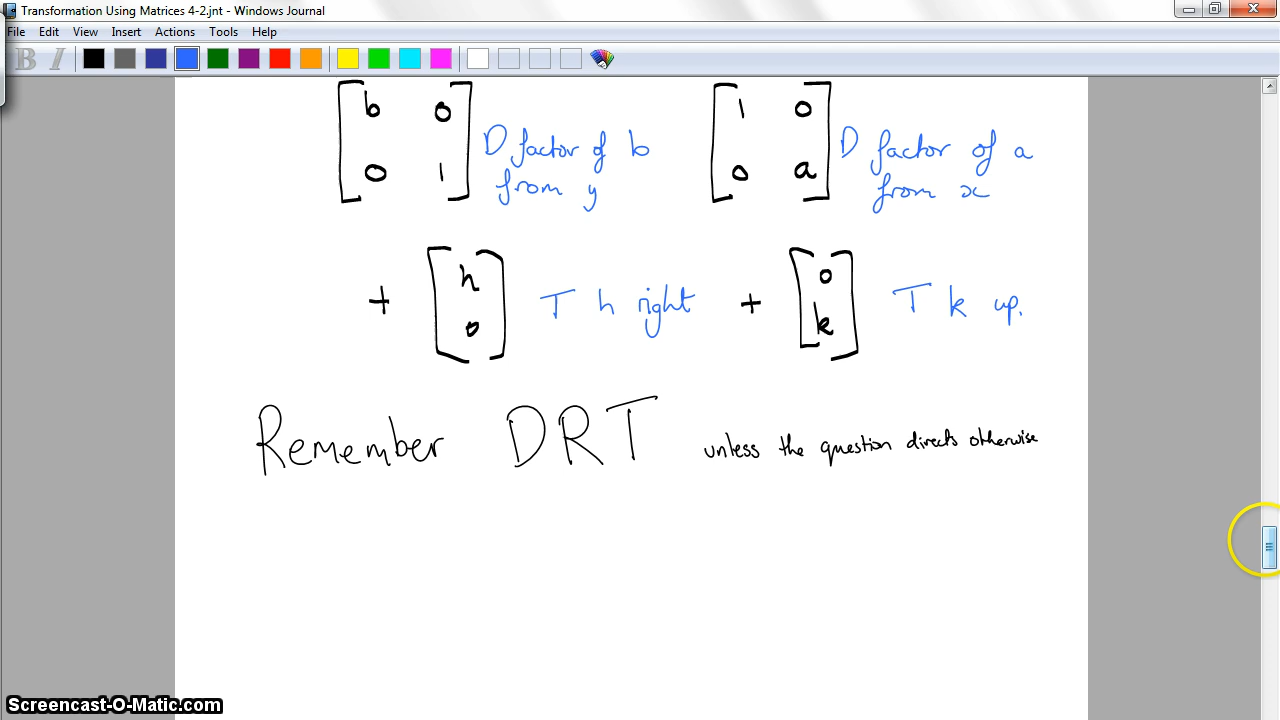 Transformation Using Matrices 4-2.jnt - Windows Journal
File Edit View Insert Actions Tools Help
B I
b 0
0 1
D factor of b
from y
1 0
0 a
D factor of a
from x
+ h
0
T h right
+ 0
k
T k up.
Remember DRT unless the question directs otherwise
Screencast-O-Matic.com